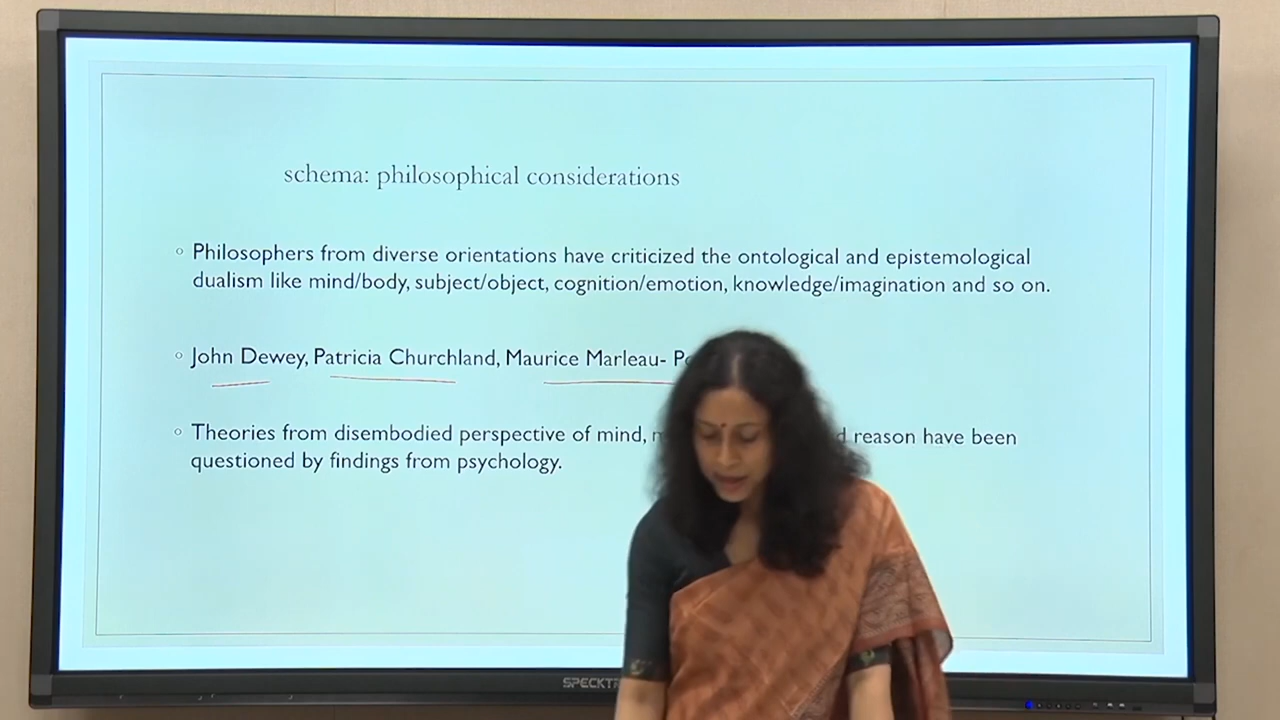 schema: philosophical considerations
◦ Philosophers from diverse orientations have criticized the ontological and epistemological
dualism like mind/body, subject/object, cognition/emotion, knowledge/imagination and so on.
◦ John Dewey, Patricia Churchland, Maurice Marleau-
◦ Theories from disembodied perspective of mind, reason have been
questioned by findings from psychology.